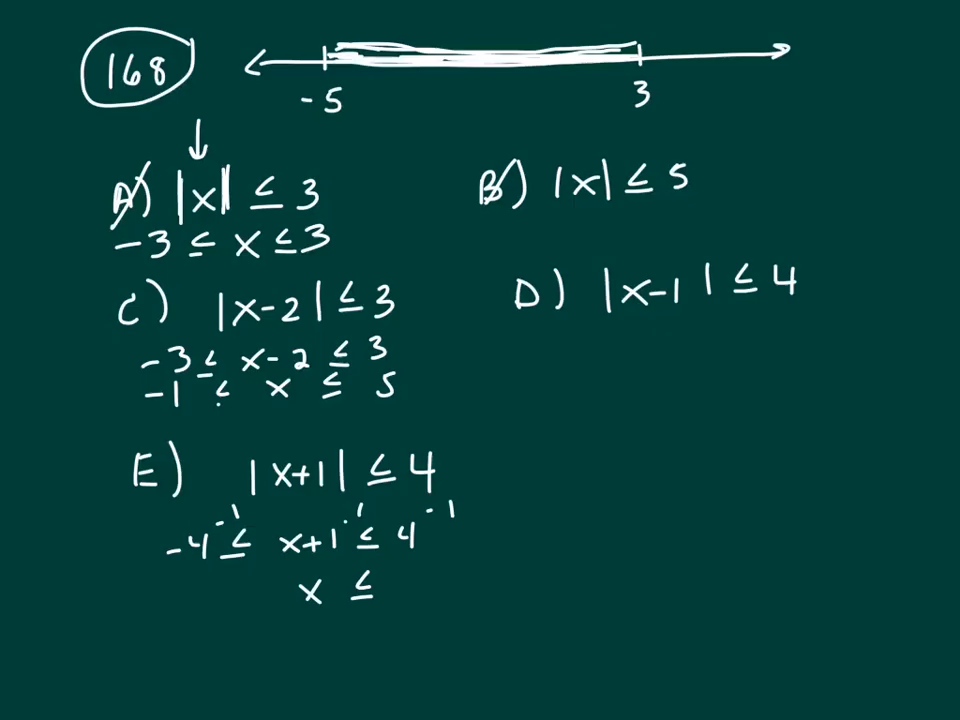 168
-5 3
A) |x| ≤ 3
B) |x| ≤ 5
-3 ≤ x ≤ 3
C) |x-2| ≤ 3
D) |x-1| ≤ 4
-3 ≤ x-2 ≤ 3
-1 ≤ x ≤ 5
E) |x+1| ≤ 4
-1 -1 -1
-4 ≤ x+1 ≤ 4
x ≤